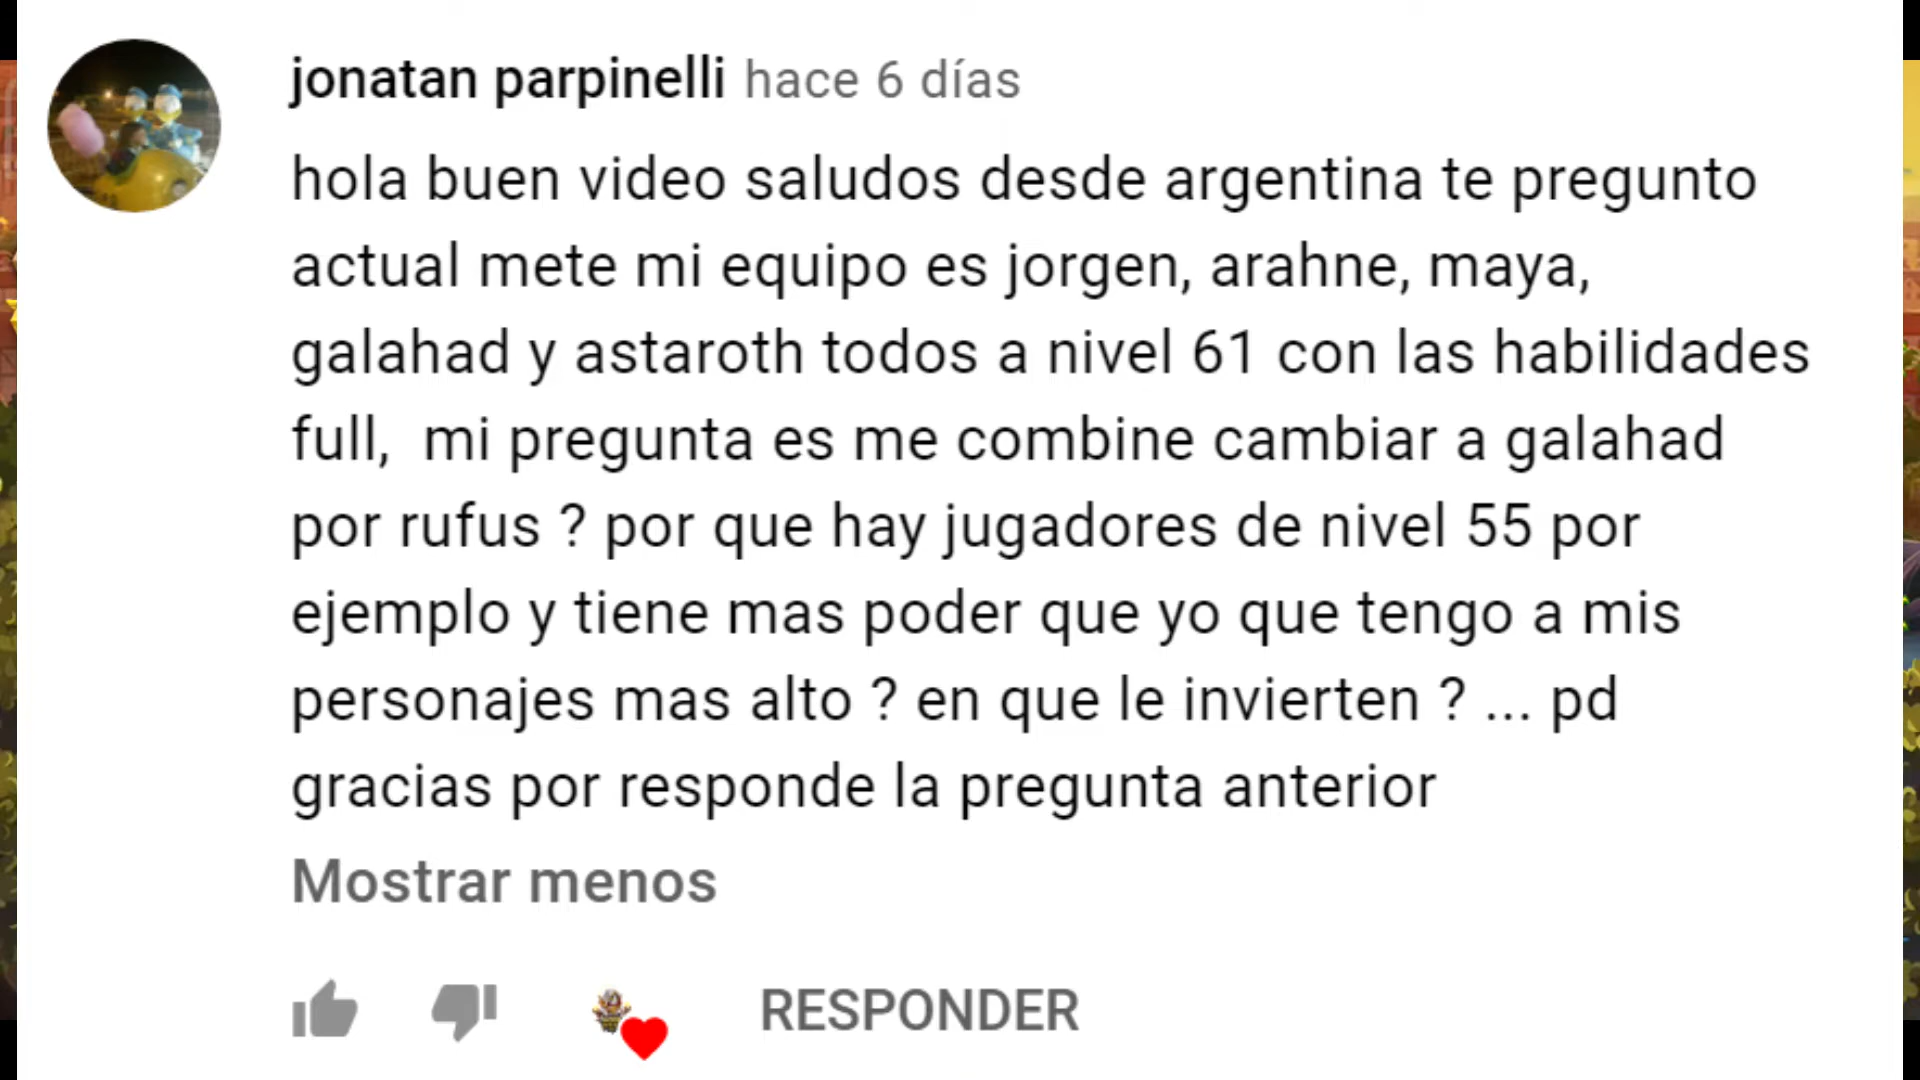 jonatan parpinelli hace 6 días
hola buen video saludos desde argentina te pregunto
actual mete mi equipo es jorgen, arahne, maya,
galahad y astaroth todos a nivel 61 con las habilidades
full,  mi pregunta es me combine cambiar a galahad
por rufus ? por que hay jugadores de nivel 55 por
ejemplo y tiene mas poder que yo que tengo a mis
personajes mas alto ? en que le invierten ? ... pd
gracias por responde la pregunta anterior
Mostrar menos
RESPONDER